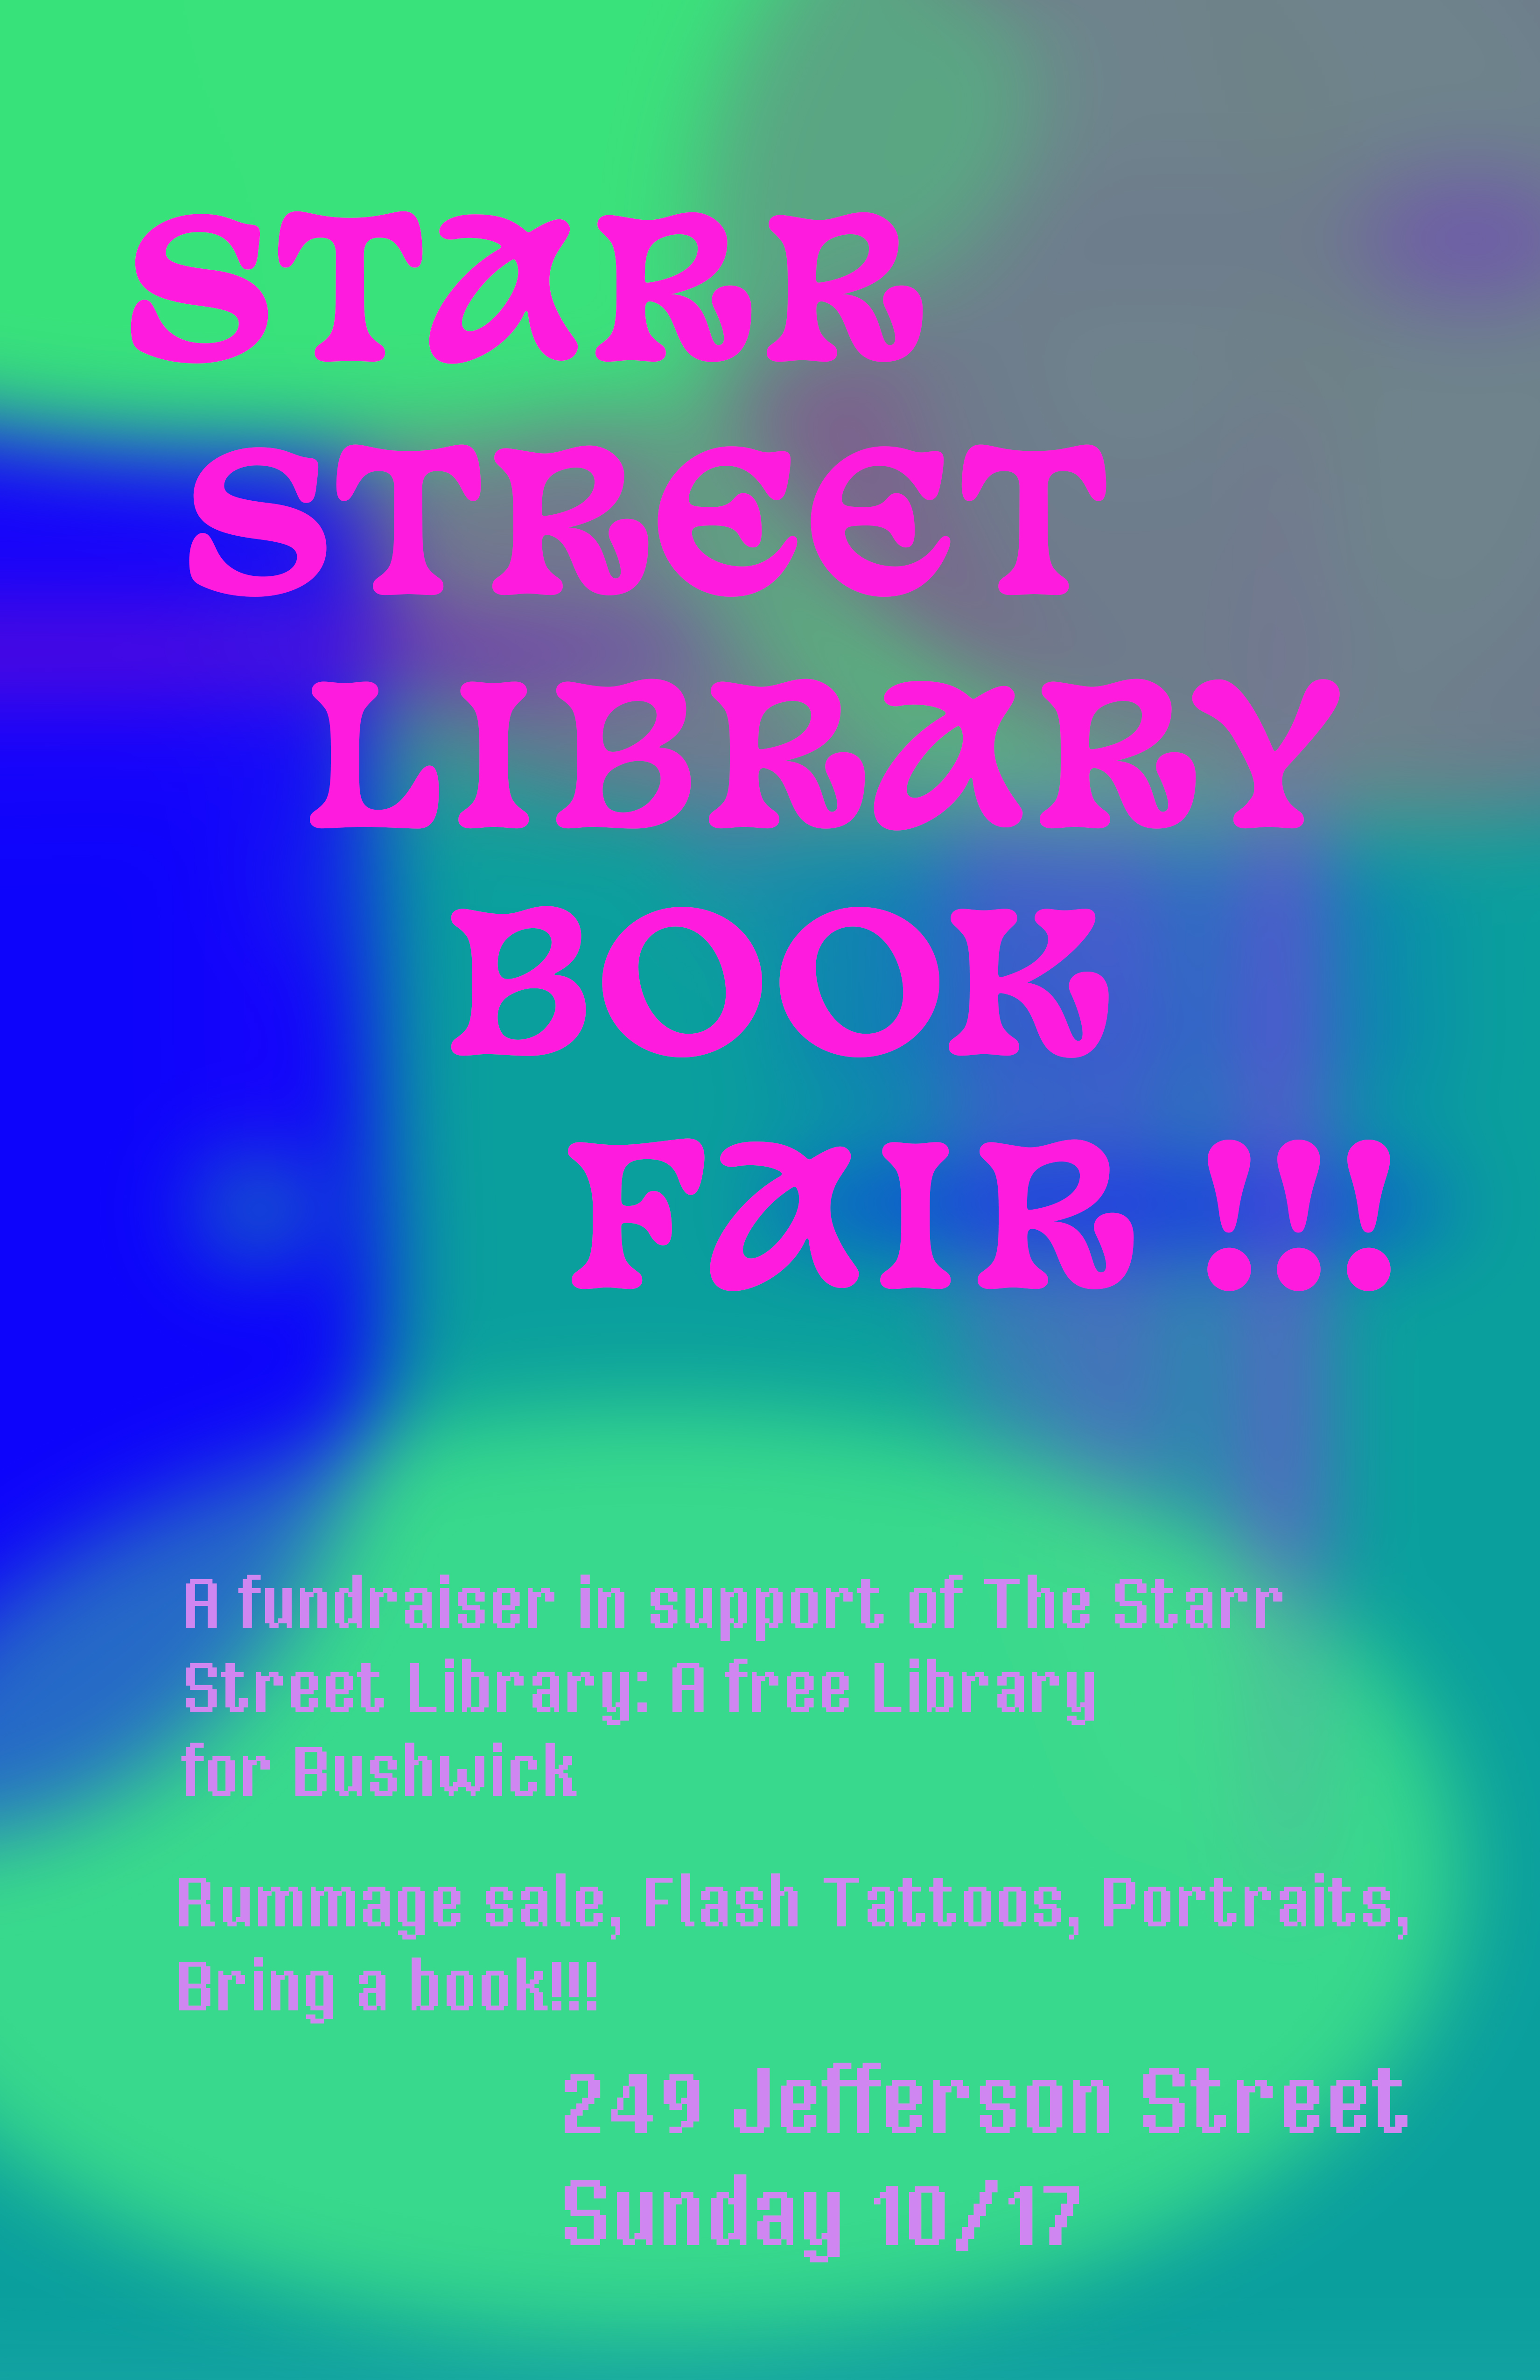 STARR
STREET
LIBRARY
BOOK
FAIR !!!
A fundraiser in support of The Starr
Street Library: A free Library
for Bushwick
Rummage sale, Flash Tattoos, Portraits,
Bring a book!!!
249 Jefferson Street
Sunday 10/17